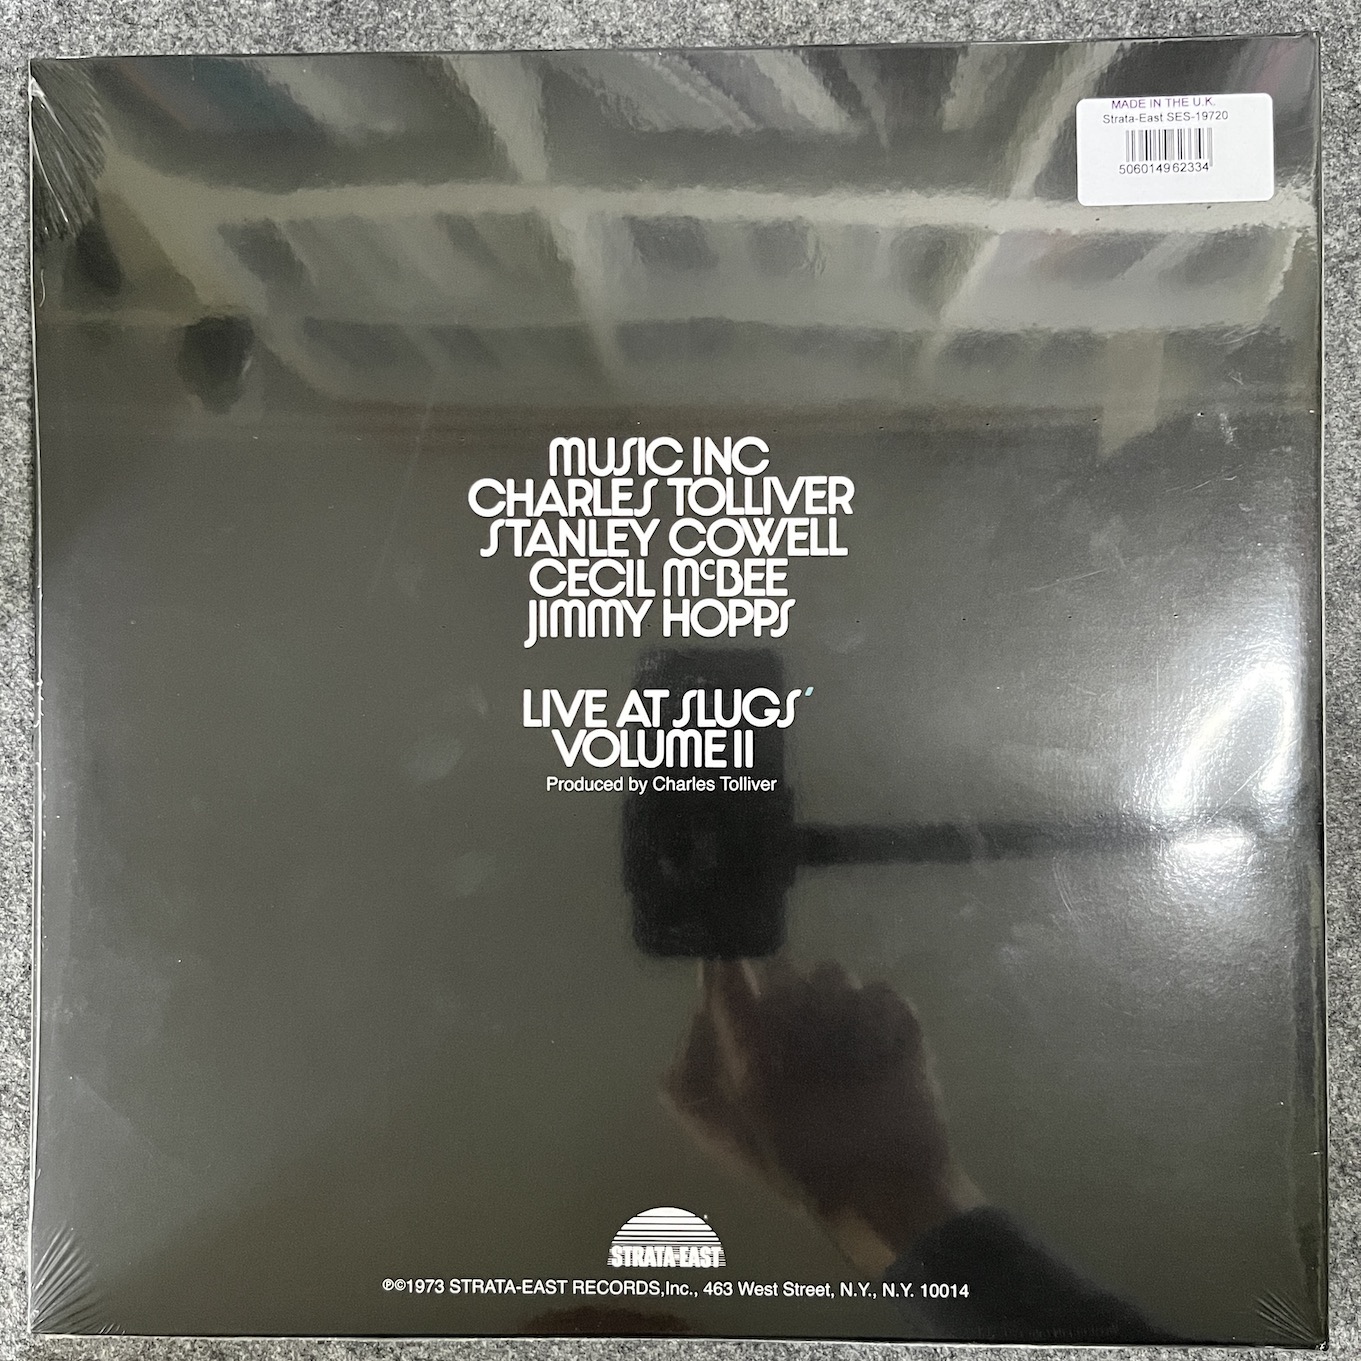 MADE IN THE U.K.
Strata-East SES-19720
506014962334
MUSIC INC
CHARLES TOLLIVER
STANLEY COWELL
CECIL McBEE
JIMMY HOPPS
LIVE AT SLUGS'
VOLUME II
Produced by Charles Tolliver
STRATA-EAST
℗©1973 STRATA-EAST RECORDS,Inc., 463 West Street, N.Y., N.Y. 10014